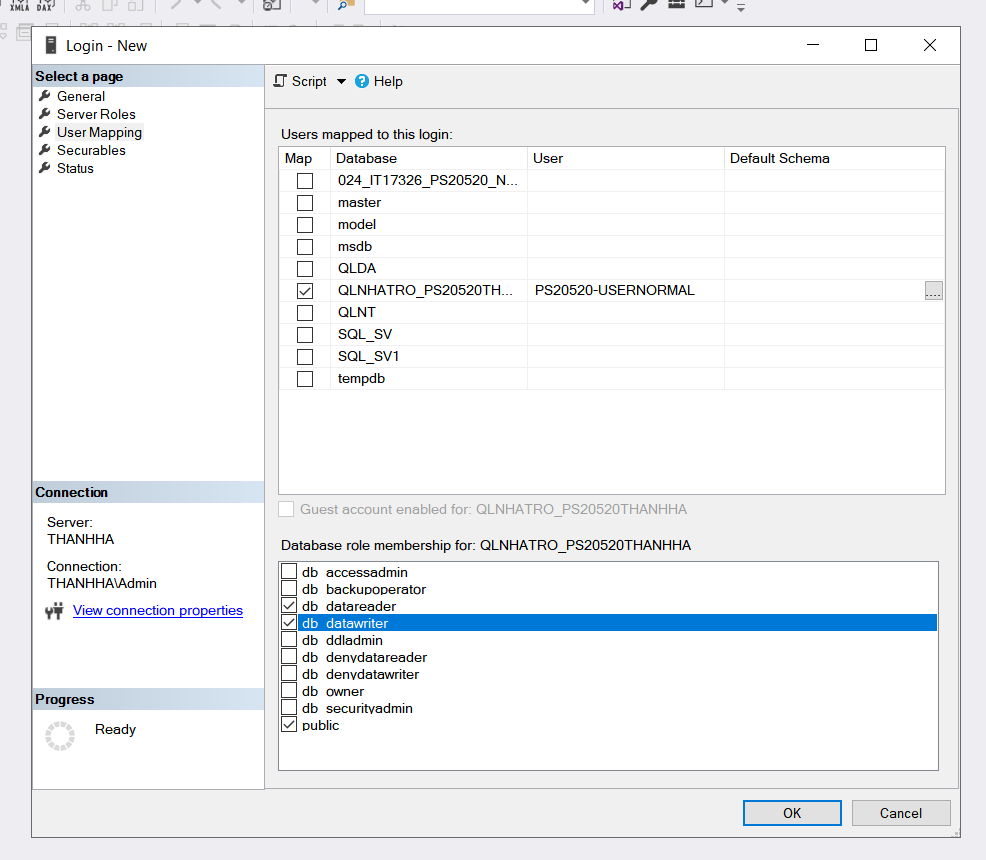 XMLA DAX
Login - New
Select a page
General
Server Roles
User Mapping
Securables
Status
Script
Help
Users mapped to this login:
Map Database User Default Schema
024_IT17326_PS20520_N...
master
model
msdb
QLDA
QLNHATRO_PS20520TH... PS20520-USERNORMAL ...
QLNT
SQL_SV
SQL_SV1
tempdb
Guest account enabled for: QLNHATRO_PS20520THANHHA
Database role membership for: QLNHATRO_PS20520THANHHA
db_accessadmin
db_backupoperator
db_datareader
db_datawriter
db_ddladmin
db_denydatareader
db_denydatawriter
db_owner
db_securityadmin
public
Connection
Server:
THANHHA
Connection:
THANHHA\Admin
View connection properties
Progress
Ready
OK Cancel